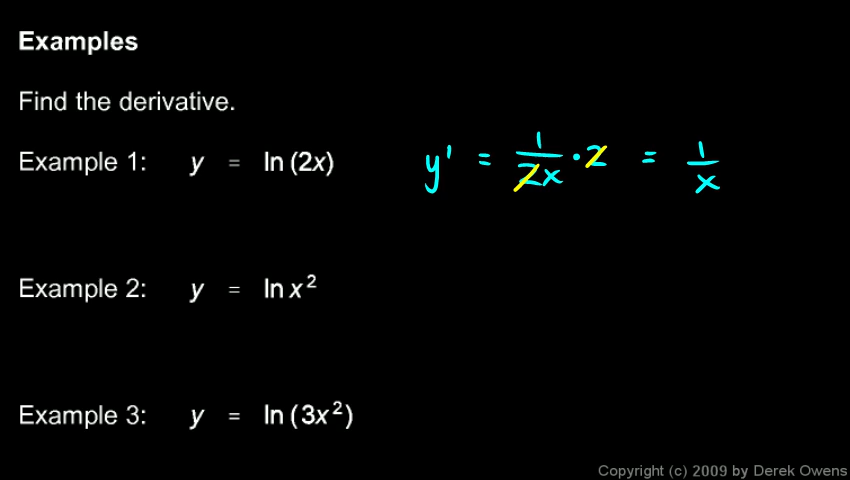 Examples
Find the derivative.
Example 1: y = ln (2x) y' = 1/2x · 2 = 1/x
Example 2: y = ln x²
Example 3: y = ln (3x²)
Copyright (c) 2009 by Derek Owens